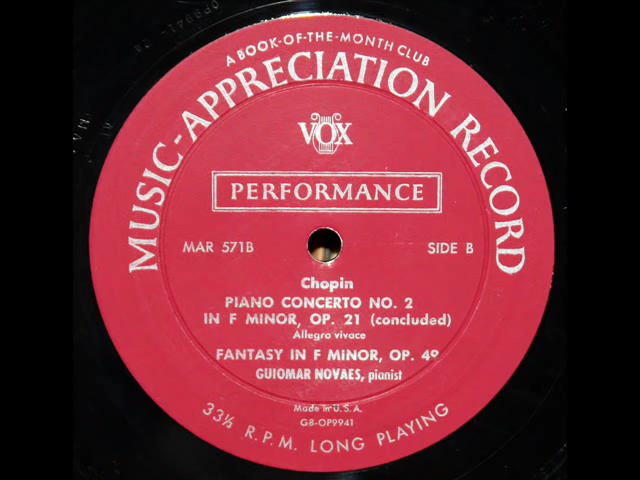 A BOOK-OF-THE-MONTH CLUB
MUSIC-APPRECIATION RECORD
VOX
PERFORMANCE
MAR 571B
SIDE B
Chopin
PIANO CONCERTO NO. 2
IN F MINOR, OP. 21 (concluded)
Allegro vivace
FANTASY IN F MINOR, OP. 49
GUIOMAR NOVAES, pianist
Made in U.S.A.
G8-OP9941
33⅓ R.P.M. LONG PLAYING